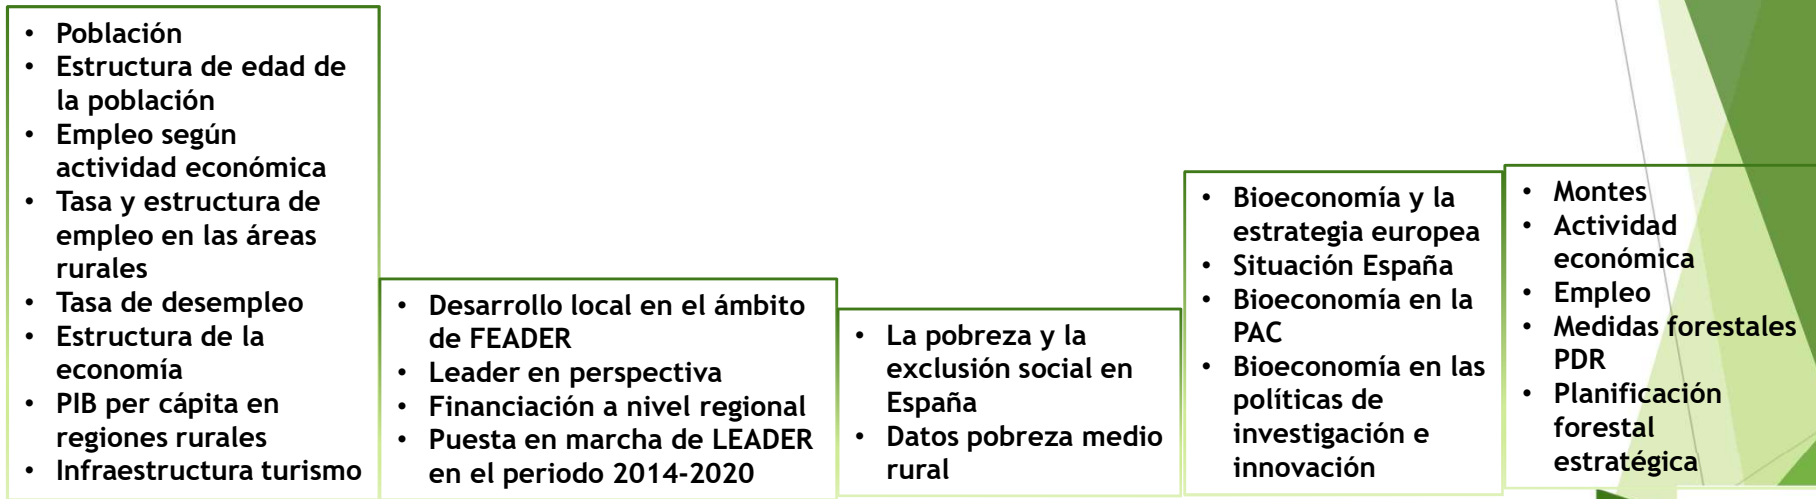 • Población
• Estructura de edad de
la población
• Empleo según
actividad económica
• Tasa y estructura de
empleo en las áreas
rurales
• Tasa de desempleo
• Estructura de la
economía
• PIB per cápita en
regiones rurales
• Infraestructura turismo
• Desarrollo local en el ámbito
de FEADER
• Leader en perspectiva
• Financiación a nivel regional
• Puesta en marcha de LEADER
en el periodo 2014-2020
• La pobreza y la
exclusión social en
España
• Datos pobreza medio
rural
• Bioeconomía y la
estrategia europea
• Situación España
• Bioeconomía en la
PAC
• Bioeconomía en las
políticas de
investigación e
innovación
• Montes
• Actividad
económica
• Empleo
• Medidas forestales
PDR
• Planificación
forestal
estratégica